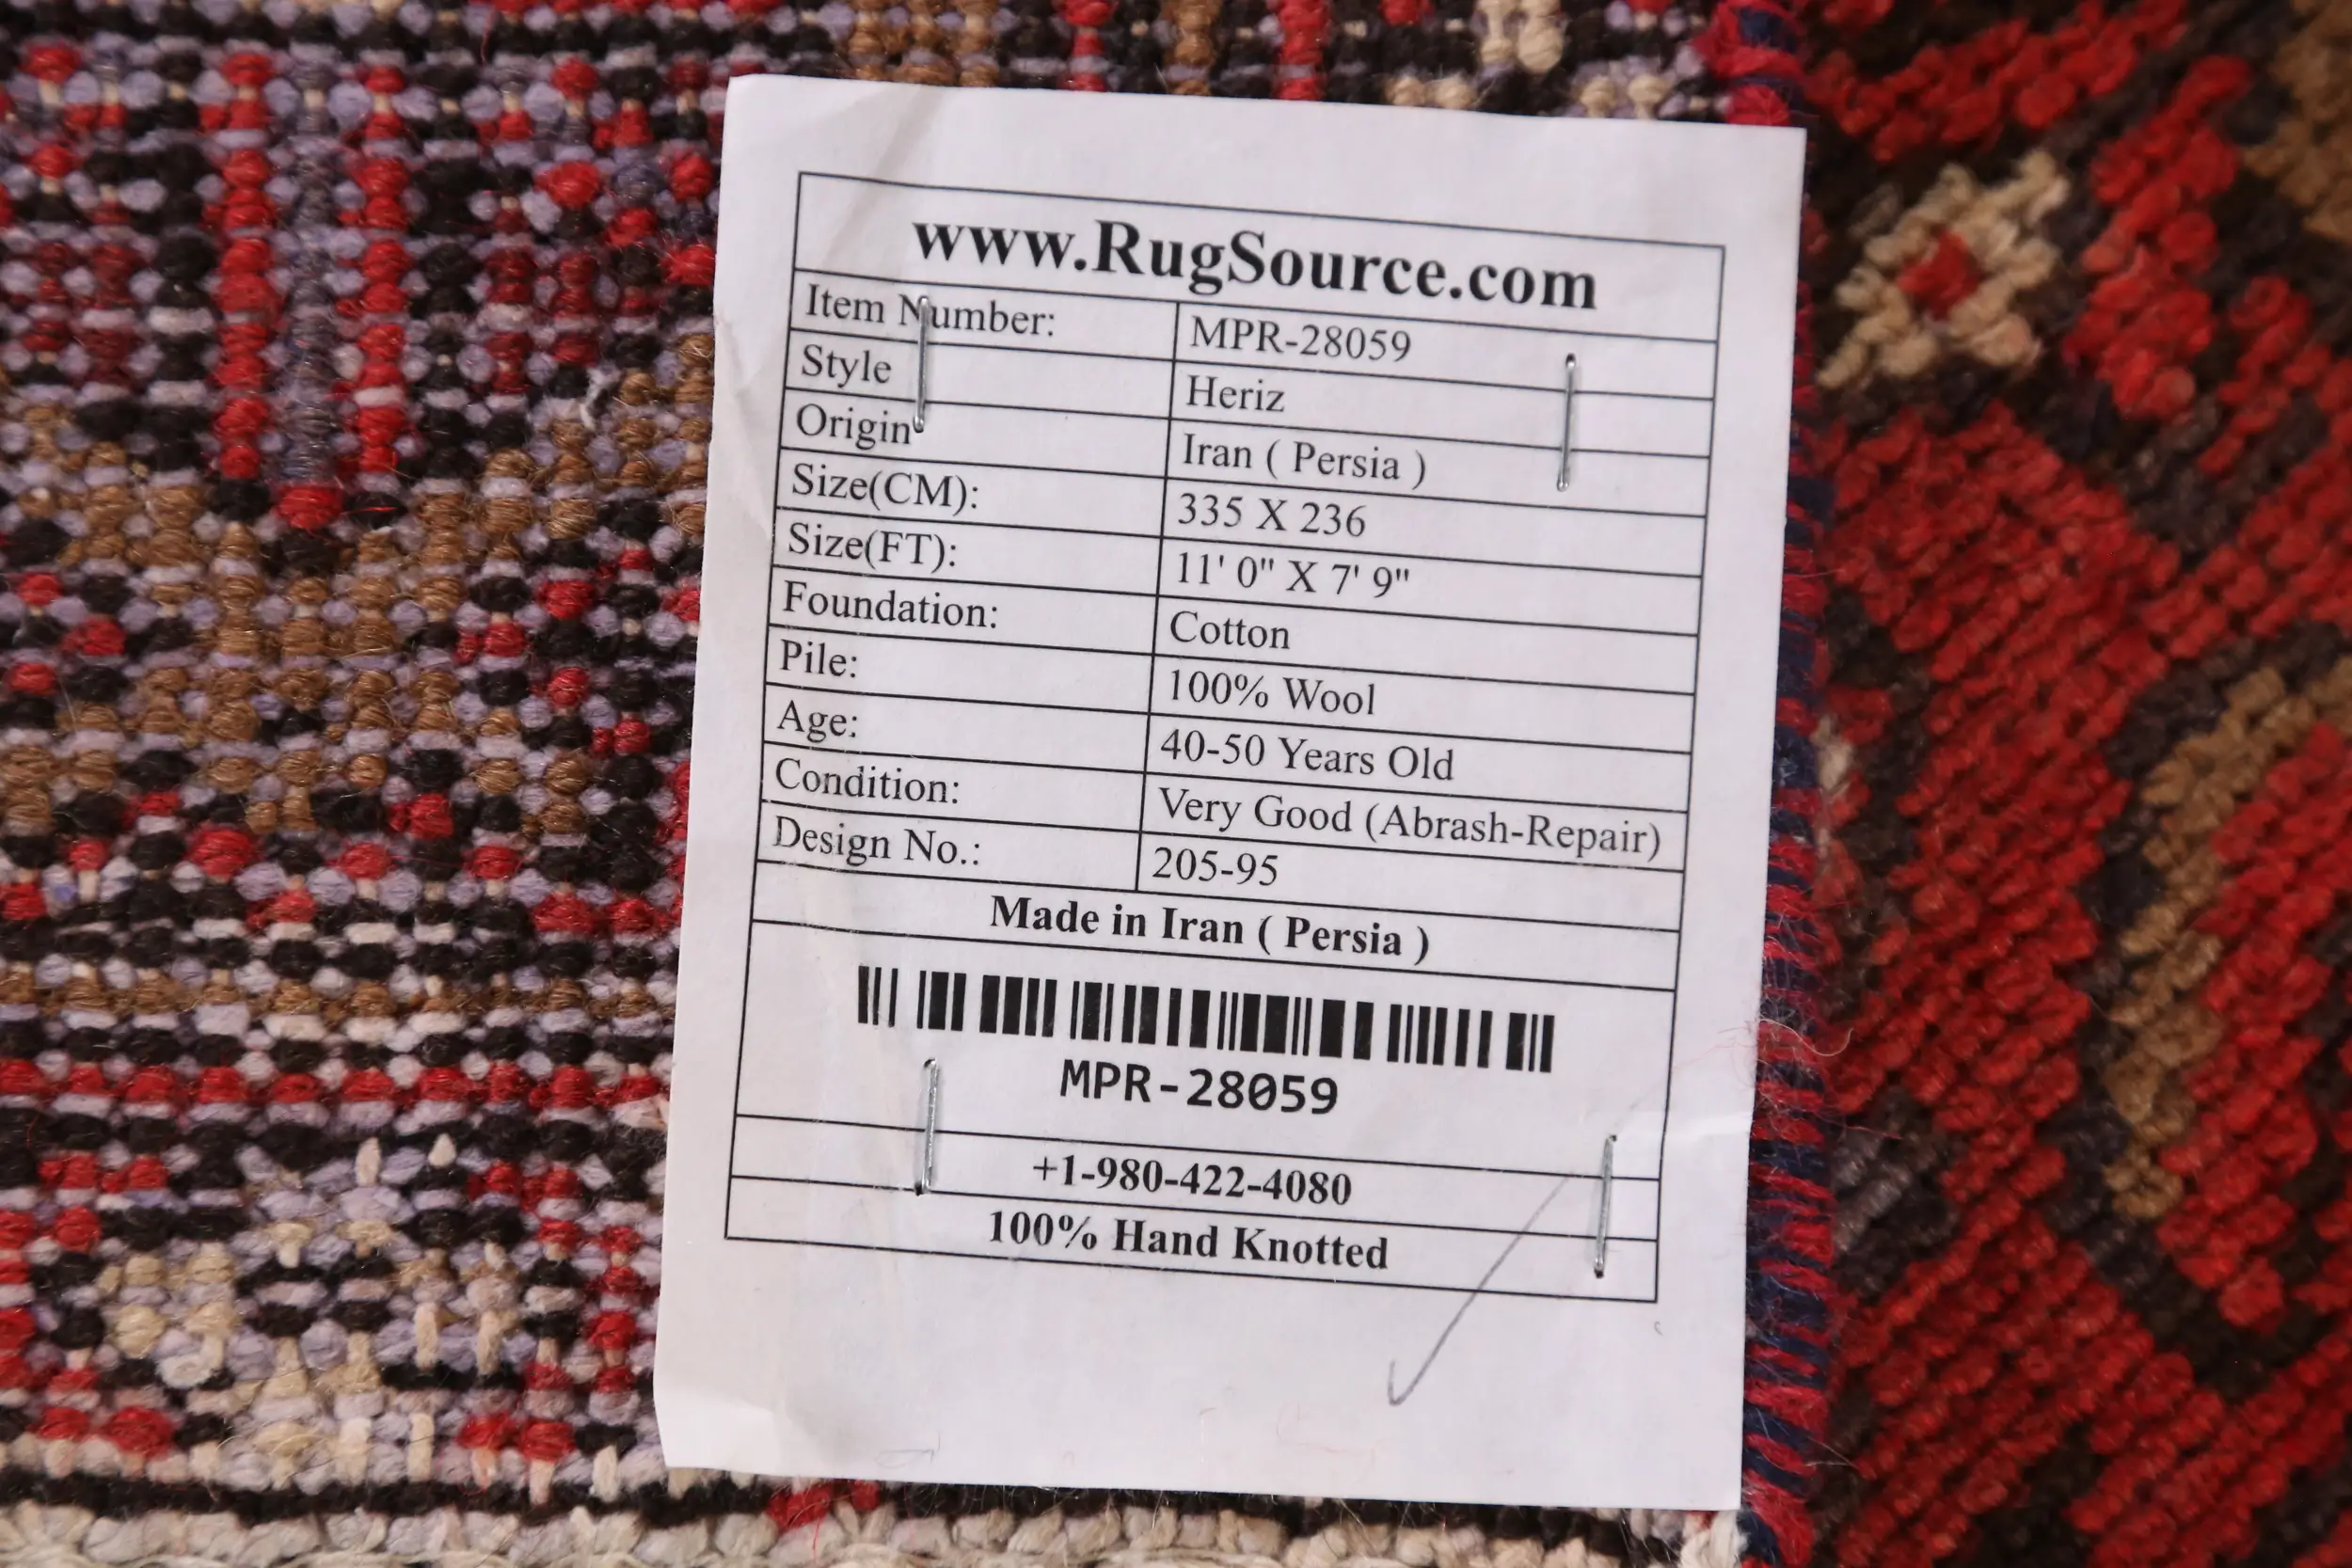 www.RugSource.com
Item Number: MPR-28059
Style Heriz
Origin Iran ( Persia )
Size(CM): 335 X 236
Size(FT): 11' 0" X 7' 9"
Foundation: Cotton
Pile: 100% Wool
Age: 40-50 Years Old
Condition: Very Good (Abrash-Repair)
Design No.: 205-95
Made in Iran ( Persia )
MPR-28059
+1-980-422-4080
100% Hand Knotted